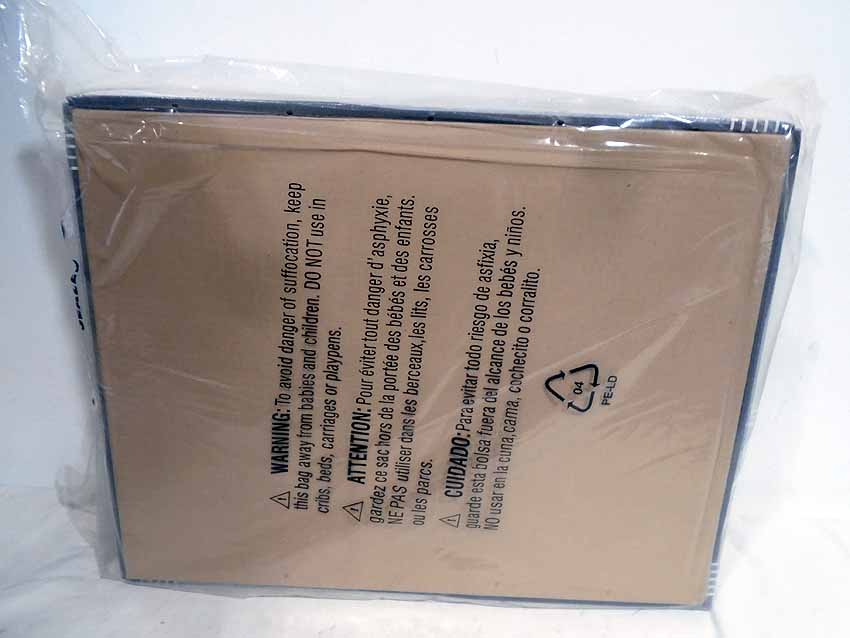 WARNING: To avoid danger of suffocation, keep
this bag away from babies and children. DO NOT use in
cribs, beds, carriages or playpens.
ATTENTION: Pour éviter tout danger d'asphyxie,
gardez ce sac hors de la portée des bébés et des enfants.
NE PAS utiliser dans les berceaux, les lits, les carrosses
ou les parcs.
CUIDADO: Para evitar todo riesgo de asfixia,
guarde esta bolsa fuera del alcance de los bebés y niños.
NO usar en la cuna, cama, cochecito o corralito.
04
PE-LD